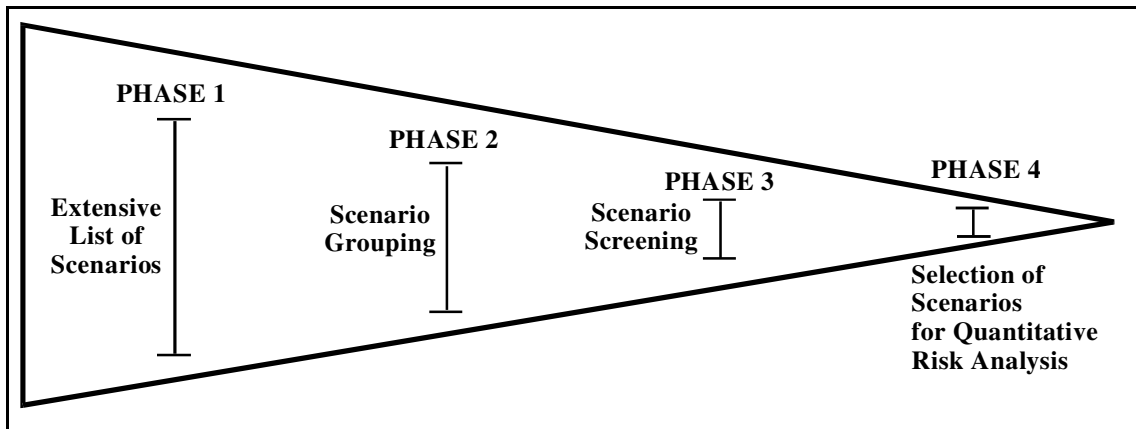 PHASE 1
Extensive
List of
Scenarios
PHASE 2
Scenario
Grouping
PHASE 3
Scenario
Screening
PHASE 4
Selection of
Scenarios
for Quantitative
Risk Analysis